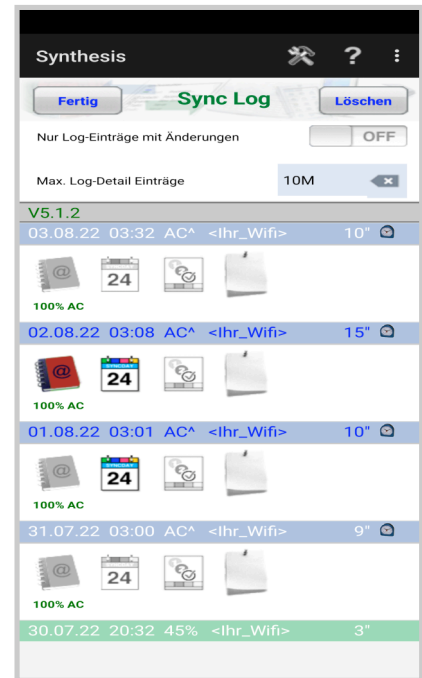 Synthesis ?
Fertig Sync Log Löschen
Nur Log-Einträge mit Änderungen OFF
Max. Log-Detail Einträge 10M
V5.1.2
03.08.22 03:32 AC^ <Ihr_Wifi> 10"
@ 24
100% AC
02.08.22 03:08 AC^ <Ihr_Wifi> 15"
@ SYNCDAY 24
100% AC
01.08.22 03:01 AC^ <Ihr_Wifi> 10"
@ SYNCDAY 24
100% AC
31.07.22 03:00 AC^ <Ihr_Wifi> 9"
@ 24
100% AC
30.07.22 20:32 45% <Ihr_Wifi> 3"